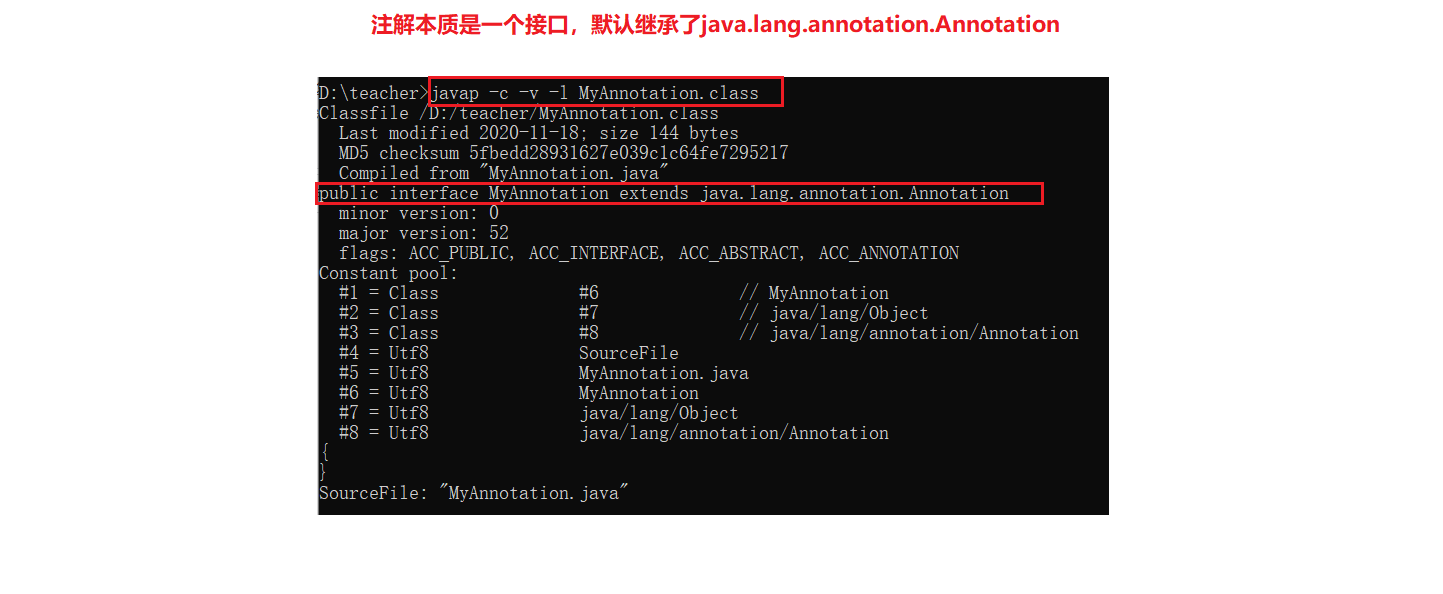 注解本质是一个接口，默认继承了java.lang.annotation.Annotation
D:\teacher>javap -c -v -l MyAnnotation.class
Classfile /D:/teacher/MyAnnotation.class
  Last modified 2020-11-18; size 144 bytes
  MD5 checksum 5fbedd28931627e039c1c64fe7295217
  Compiled from "MyAnnotation.java"
public interface MyAnnotation extends java.lang.annotation.Annotation
  minor version: 0
  major version: 52
  flags: ACC_PUBLIC, ACC_INTERFACE, ACC_ABSTRACT, ACC_ANNOTATION
Constant pool:
  #1 = Class              #6              // MyAnnotation
  #2 = Class              #7              // java/lang/Object
  #3 = Class              #8              // java/lang/annotation/Annotation
  #4 = Utf8               SourceFile
  #5 = Utf8               MyAnnotation.java
  #6 = Utf8               MyAnnotation
  #7 = Utf8               java/lang/Object
  #8 = Utf8               java/lang/annotation/Annotation
{
}
SourceFile: "MyAnnotation.java"